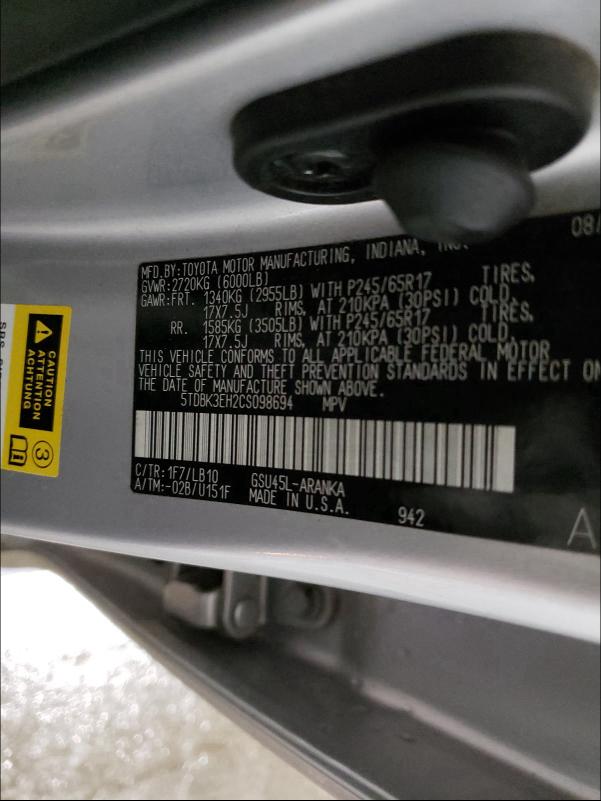 08/
MFD.BY:TOYOTA MOTOR MANUFACTURING, INDIANA, INC.
GVWR:2720KG (6000LB)
GAWR:FRT. 1340KG (2955LB) WITH P245/65R17 TIRES,
17X7.5J RIMS, AT 210KPA (30PSI) COLD.
RR. 1585KG (3505LB) WITH P245/65R17 TIRES,
17X7.5J RIMS, AT 210KPA (30PSI) COLD.
THIS VEHICLE CONFORMS TO ALL APPLICABLE FEDERAL MOTOR
VEHICLE SAFETY AND THEFT PREVENTION STANDARDS IN EFFECT ON
THE DATE OF MANUFACTURE SHOWN ABOVE.
5TDBK3EH2CS098694 MPV
C/TR:1F7/LB10 GSU45L-ARANKA
A/TM:-02B/U151F MADE IN U.S.A.
942
A
CAUTION
ATTENTION
ACHTUNG
3